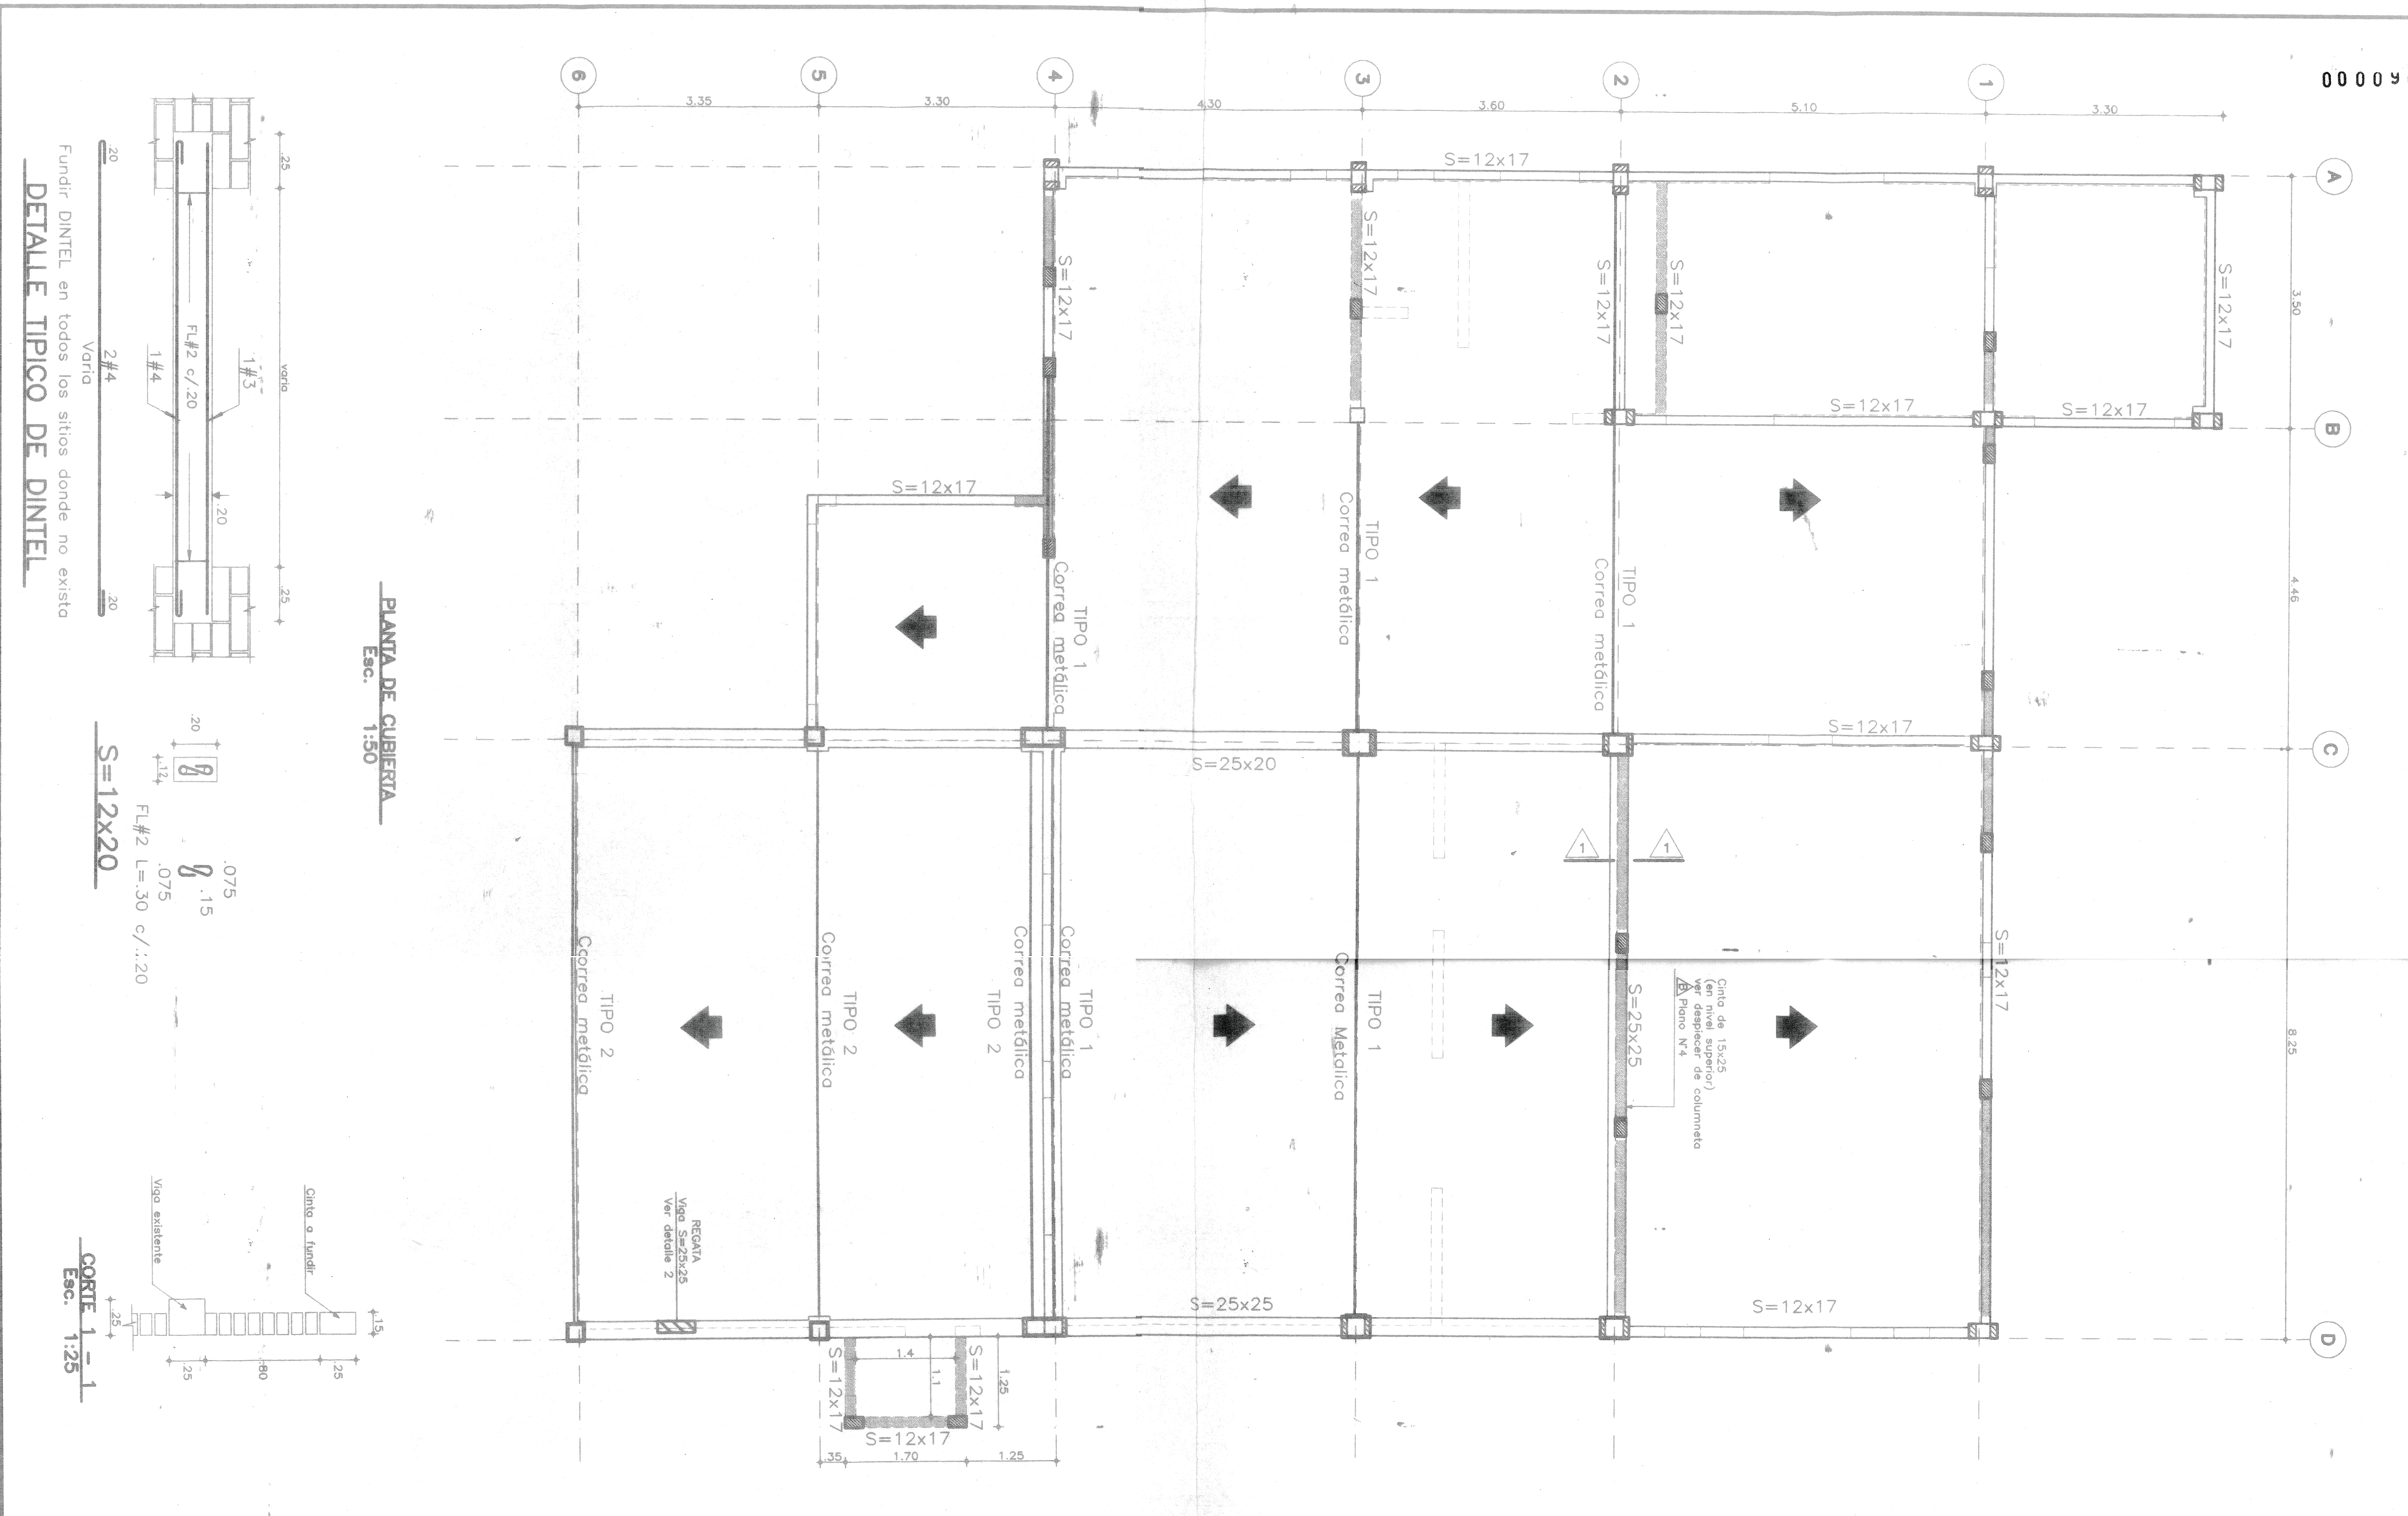 00009
6
5
4
3
2
1
3.35
3.30
4.30
3.60
5.10
3.30
A
B
C
D
3.50
4.46
8.25
S=12x17
S=12x17
S=12x17
S=12x17
S=12x17
S=12x17
S=12x17
S=12x17
S=12x17
TIPO 1
Correa metálica
TIPO 1
Correa metálica
TIPO 1
Correa metálica
S=12x17
S=25x20
1
1
S=12x17
Cinta de 15x25
(en nivel superior)
ver despiecer de columneta
B Plano N°4
S=25x25
TIPO 1
Correa Metalica
TIPO 1
Correa metálica
TIPO 2
Correa metálica
TIPO 2
Correa metálica
TIPO 2
Correa metálica
REGATA
Viga S=25x25
Ver detalle 2
S=25x25
S=12x17
S=12x17
S=12x17
S=12x17
1.4
1.1
1.25
.35
1.70
1.25
PLANTA DE CUBIERTA
Esc. 1:50
.25
varia
.25
1#3
FL#2 c/.20
.20
1#4
2#4
.20
.20
Varia
Fundir DINTEL en todos los sitios donde no exista
DETALLE TIPICO DE DINTEL
.20
.12
.075
.15
.075
FL#2 L=.30 c/.20
S=12x20
Cinta a fundir
Viga existente
.15
.25
.25
.80
.25
CORTE 1 - 1
Esc. 1:25